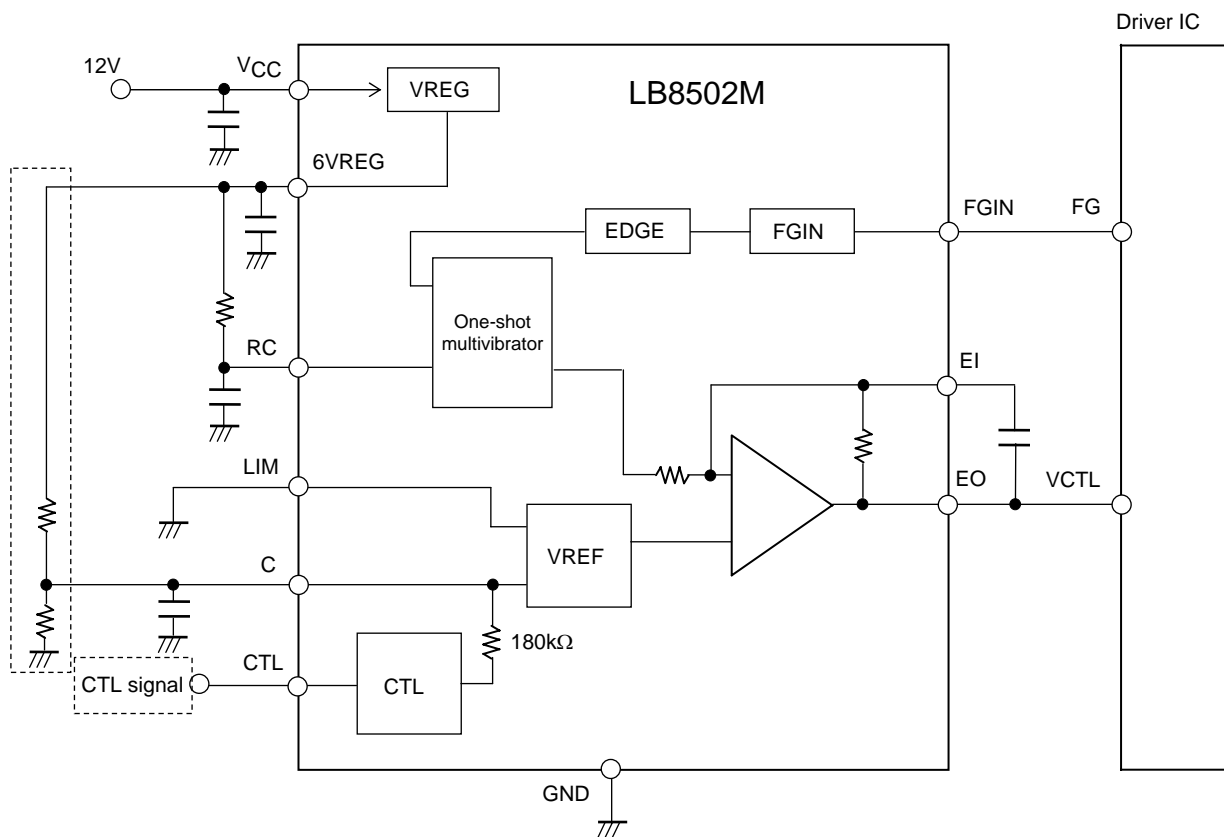 Driver IC
12V
VCC
VREG
LB8502M
6VREG
FGIN
FG
EDGE
FGIN
One-shot
multivibrator
RC
EI
LIM
EO
VCTL
VREF
C
180kΩ
CTL
CTL
CTL signal
GND